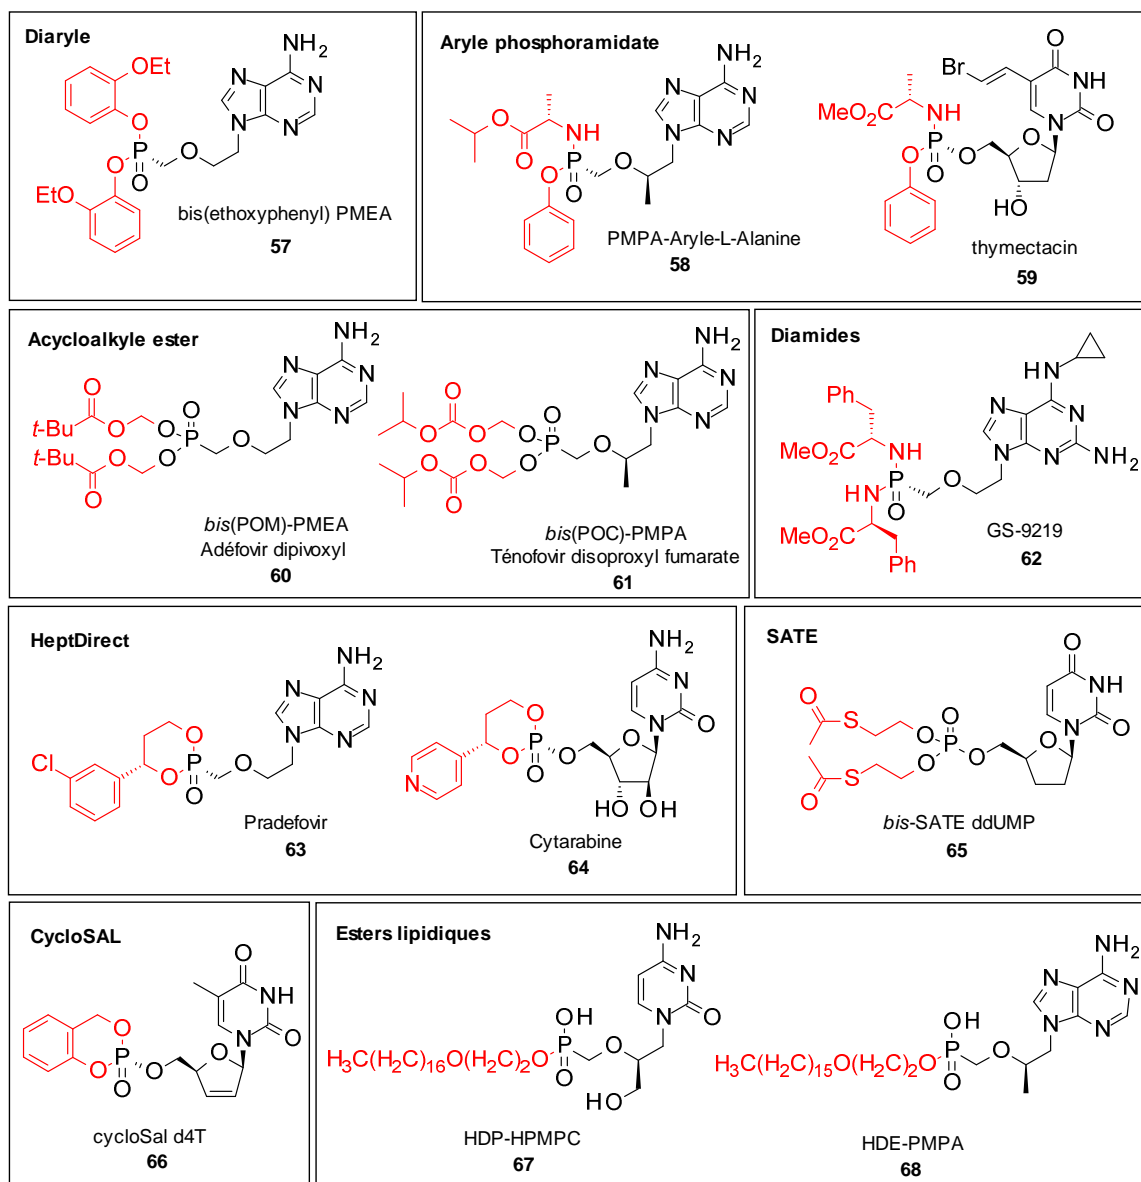 Diaryle
OEt
O
O
P
O
O
EtO
NH2
N
N
N
N
bis(ethoxyphenyl) PMEA
57
Aryle phosphoramidate
O
O
NH
P
O
O
O
NH2
N
N
N
N
PMPA-Aryle-L-Alanine
58
Br
O
NH
N
O
MeO2C
NH
P
O
O
O
O
HO
thymectacin
59
Acycloalkyle ester
O
t-Bu
O
O
O
P
t-Bu
O
O
O
O
NH2
N
N
N
N
bis(POM)-PMEA
Adéfovir dipivoxyl
60
O
O
O
O
O
P
O
O
O
O
O
NH2
N
N
N
N
bis(POC)-PMPA
Ténofovir disoproxyl fumarate
61
Diamides
Ph
MeO2C
NH
HN
P
O
O
MeO2C
Ph
HN
N
N
N
N
NH2
GS-9219
62
HeptDirect
Cl
O
O
P
O
O
NH2
N
N
N
N
Pradefovir
63
N
O
O
P
O
O
O
NH2
N
N
O
HO
OH
Cytarabine
64
SATE
O
S
O
O
P
O
O
S
O
O
O
NH
N
O
bis-SATE ddUMP
65
CycloSAL
O
O
P
O
O
O
O
NH
N
O
cycloSal d4T
66
Esters lipidiques
NH2
N
N
O
OH
H3C(H2C)16O(H2C)2O
P
O
O
HO
HDP-HPMPC
67
NH2
N
N
N
N
OH
H3C(H2C)15O(H2C)2O
P
O
O
HDE-PMPA
68